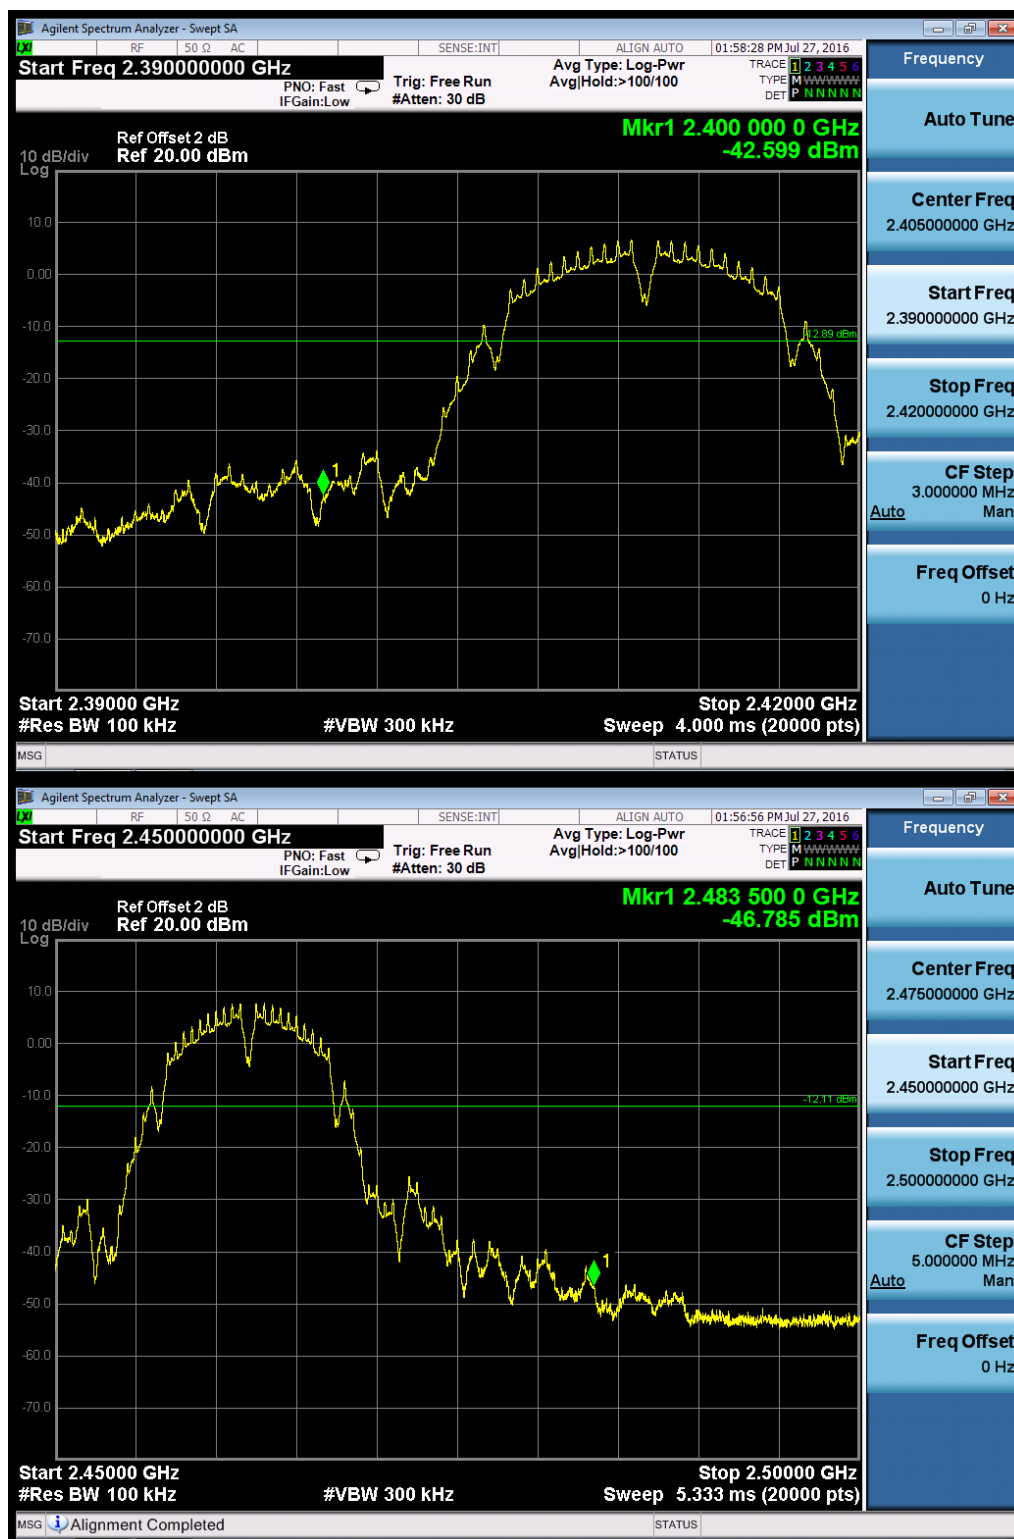 Agilent Spectrum Analyzer - Swept SA
LXI RF 50 Ω AC SENSE:INT ALIGN AUTO 01:58:28 PM Jul 27, 2016
Start Freq 2.390000000 GHz
PNO: Fast
IFGain:Low
Trig: Free Run
#Atten: 30 dB
Avg Type: Log-Pwr
Avg|Hold:>100/100
TRACE 1 2 3 4 5 6
TYPE M WWWWW
DET P N N N N N
Frequency
Mkr1 2.400 000 0 GHz
-42.599 dBm
Ref Offset 2 dB
10 dB/div Ref 20.00 dBm
Log
10.0
0.00
-10.0
-12.89 dBm
-20.0
-30.0
-40.0
1
-50.0
-60.0
-70.0
Start 2.39000 GHz Stop 2.42000 GHz
#Res BW 100 kHz #VBW 300 kHz Sweep 4.000 ms (20000 pts)
MSG STATUS
Auto Tune
Center Freq
2.405000000 GHz
Start Freq
2.390000000 GHz
Stop Freq
2.420000000 GHz
CF Step
3.000000 MHz
Auto Man
Freq Offset
0 Hz
Agilent Spectrum Analyzer - Swept SA
LXI RF 50 Ω AC SENSE:INT ALIGN AUTO 01:56:56 PM Jul 27, 2016
Start Freq 2.450000000 GHz
PNO: Fast
IFGain:Low
Trig: Free Run
#Atten: 30 dB
Avg Type: Log-Pwr
Avg|Hold:>100/100
TRACE 1 2 3 4 5 6
TYPE M WWWWW
DET P N N N N N
Frequency
Mkr1 2.483 500 0 GHz
-46.785 dBm
Ref Offset 2 dB
10 dB/div Ref 20.00 dBm
Log
10.0
0.00
-10.0
-12.11 dBm
-20.0
-30.0
-40.0
1
-50.0
-60.0
-70.0
Start 2.45000 GHz Stop 2.50000 GHz
#Res BW 100 kHz #VBW 300 kHz Sweep 5.333 ms (20000 pts)
MSG Alignment Completed STATUS
Auto Tune
Center Freq
2.475000000 GHz
Start Freq
2.450000000 GHz
Stop Freq
2.500000000 GHz
CF Step
5.000000 MHz
Auto Man
Freq Offset
0 Hz